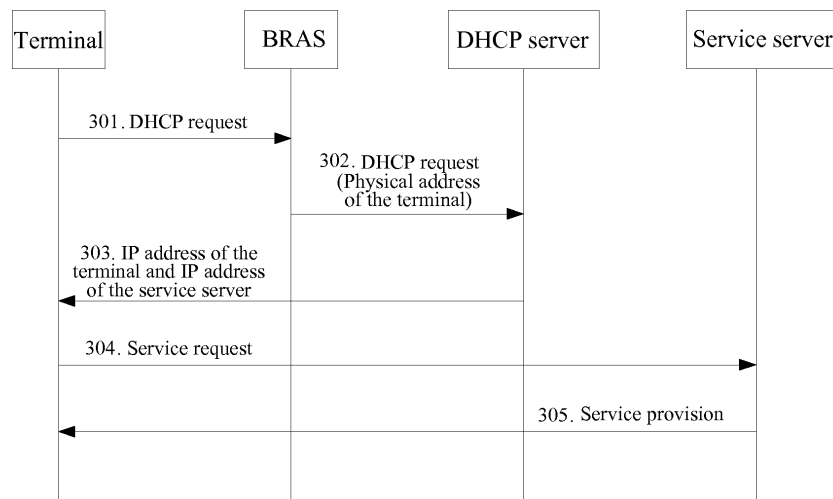 Terminal
BRAS
DHCP server
Service server
301. DHCP request
302. DHCP request
(Physical address
of the terminal)
303. IP address of the
terminal and IP address
of the service server
304. Service request
305. Service provision